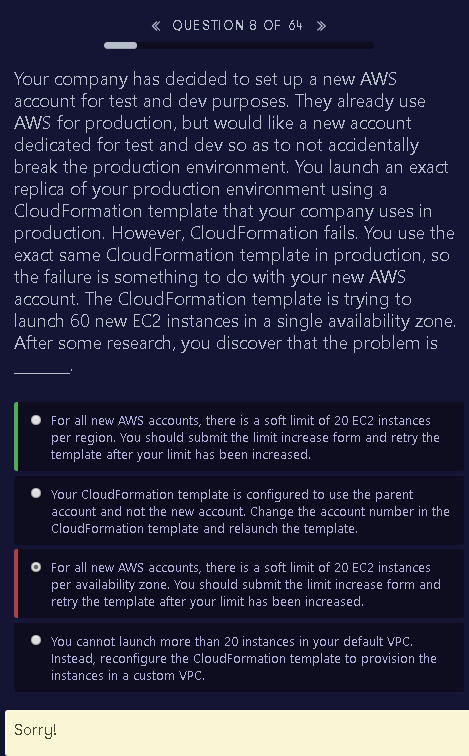 « QUESTION 8 OF 64 »
Your company has decided to set up a new AWS
account for test and dev purposes. They already use
AWS for production, but would like a new account
dedicated for test and dev so as to not accidentally
break the production environment. You launch an exact
replica of your production environment using a
CloudFormation template that your company uses in
production. However, CloudFormation fails. You use the
exact same CloudFormation template in production, so
the failure is something to do with your new AWS
account. The CloudFormation template is trying to
launch 60 new EC2 instances in a single availability zone.
After some research, you discover that the problem is
______.
For all new AWS accounts, there is a soft limit of 20 EC2 instances
per region. You should submit the limit increase form and retry the
template after your limit has been increased.
Your CloudFormation template is configured to use the parent
account and not the new account. Change the account number in the
CloudFormation template and relaunch the template.
For all new AWS accounts, there is a soft limit of 20 EC2 instances
per availability zone. You should submit the limit increase form and
retry the template after your limit has been increased.
You cannot launch more than 20 instances in your default VPC.
Instead, reconfigure the CloudFormation template to provision the
instances in a custom VPC.
Sorry!